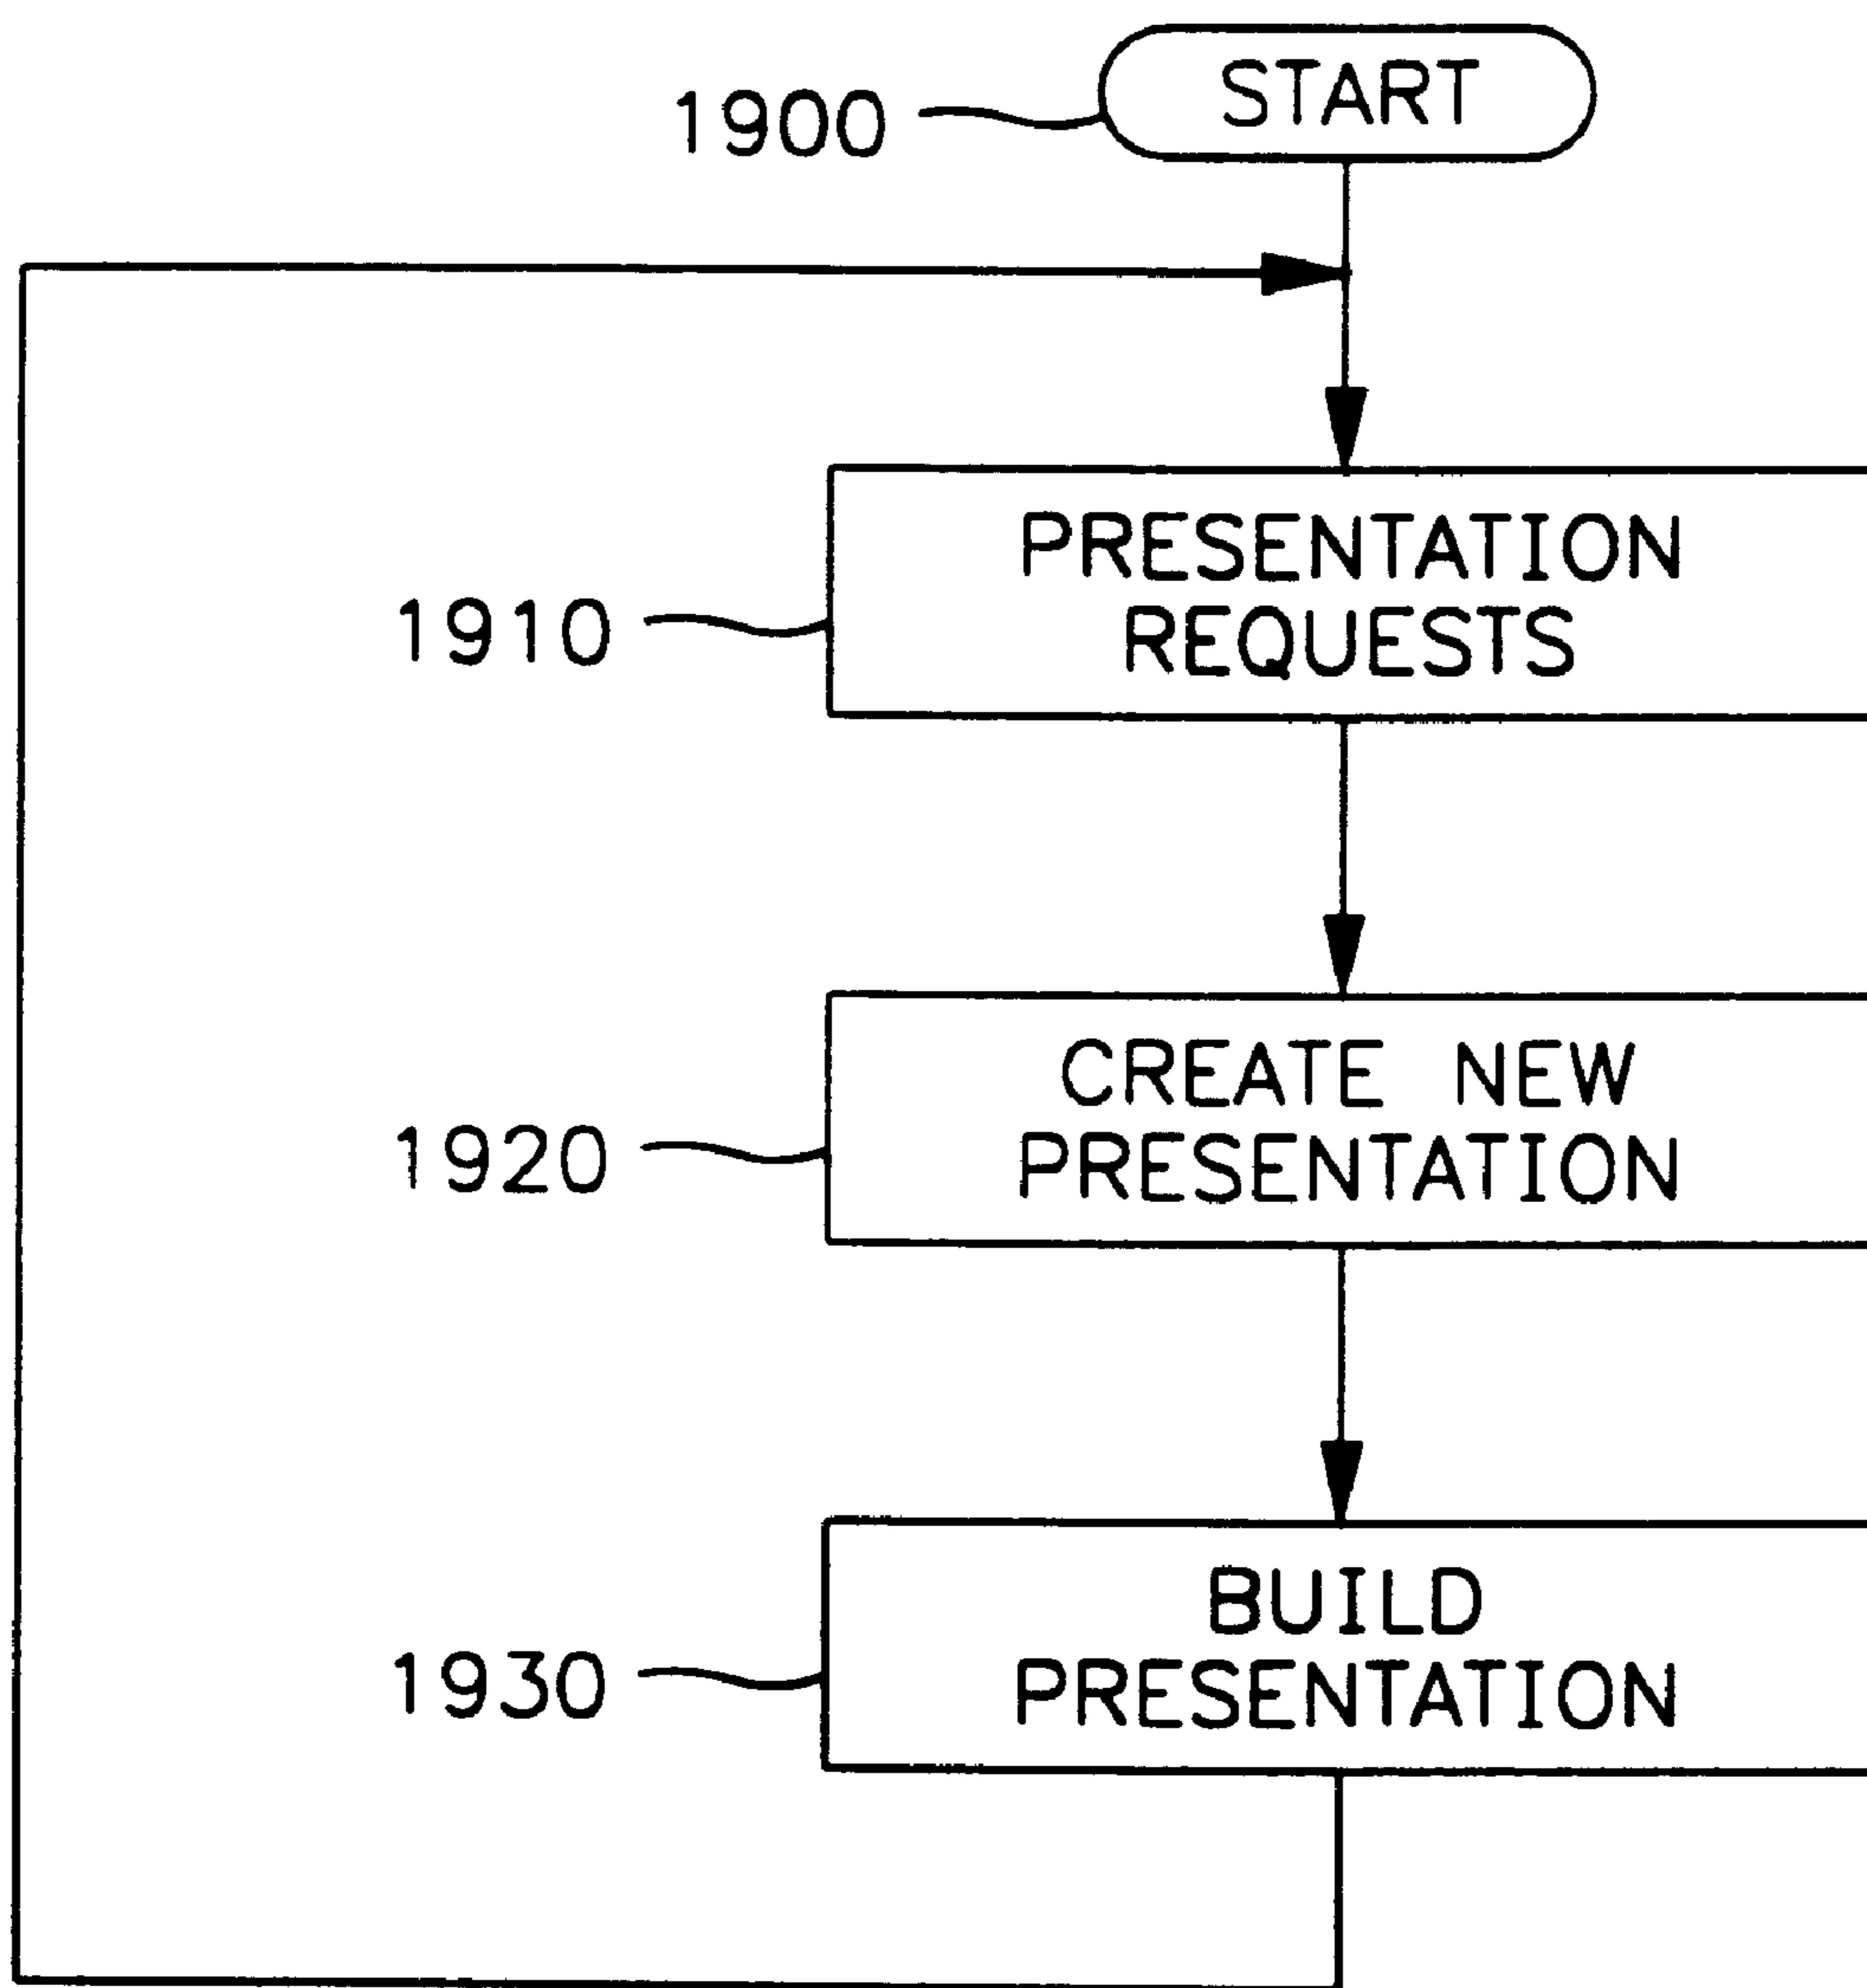 START
1900
PRESENTATION
REQUESTS
1910
CREATE NEW
PRESENTATION
1920
BUILD
PRESENTATION
1930